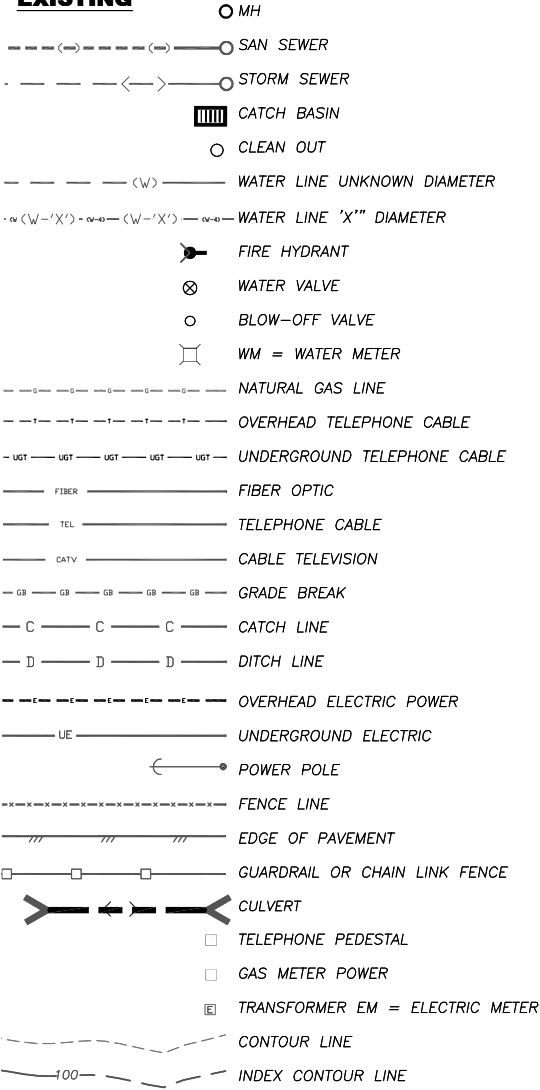 EXISTING
MH
( ) ( ) SAN SEWER
STORM SEWER
CATCH BASIN
CLEAN OUT
(W) WATER LINE UNKNOWN DIAMETER
(W (W-'X') (W-4) (W-'X') (W-4) WATER LINE 'X'" DIAMETER
FIRE HYDRANT
WATER VALVE
BLOW-OFF VALVE
WM = WATER METER
G G G G G NATURAL GAS LINE
T T T T T OVERHEAD TELEPHONE CABLE
UGT UGT UGT UGT UGT UNDERGROUND TELEPHONE CABLE
FIBER FIBER OPTIC
TEL TELEPHONE CABLE
CATV CABLE TELEVISION
GB GB GB GB GB GRADE BREAK
C C C CATCH LINE
D D D DITCH LINE
E E E E E OVERHEAD ELECTRIC POWER
UE UNDERGROUND ELECTRIC
POWER POLE
x x x x x x x x x x x x FENCE LINE
EDGE OF PAVEMENT
GUARDRAIL OR CHAIN LINK FENCE
CULVERT
TELEPHONE PEDESTAL
GAS METER POWER
E TRANSFORMER EM = ELECTRIC METER
CONTOUR LINE
100 INDEX CONTOUR LINE